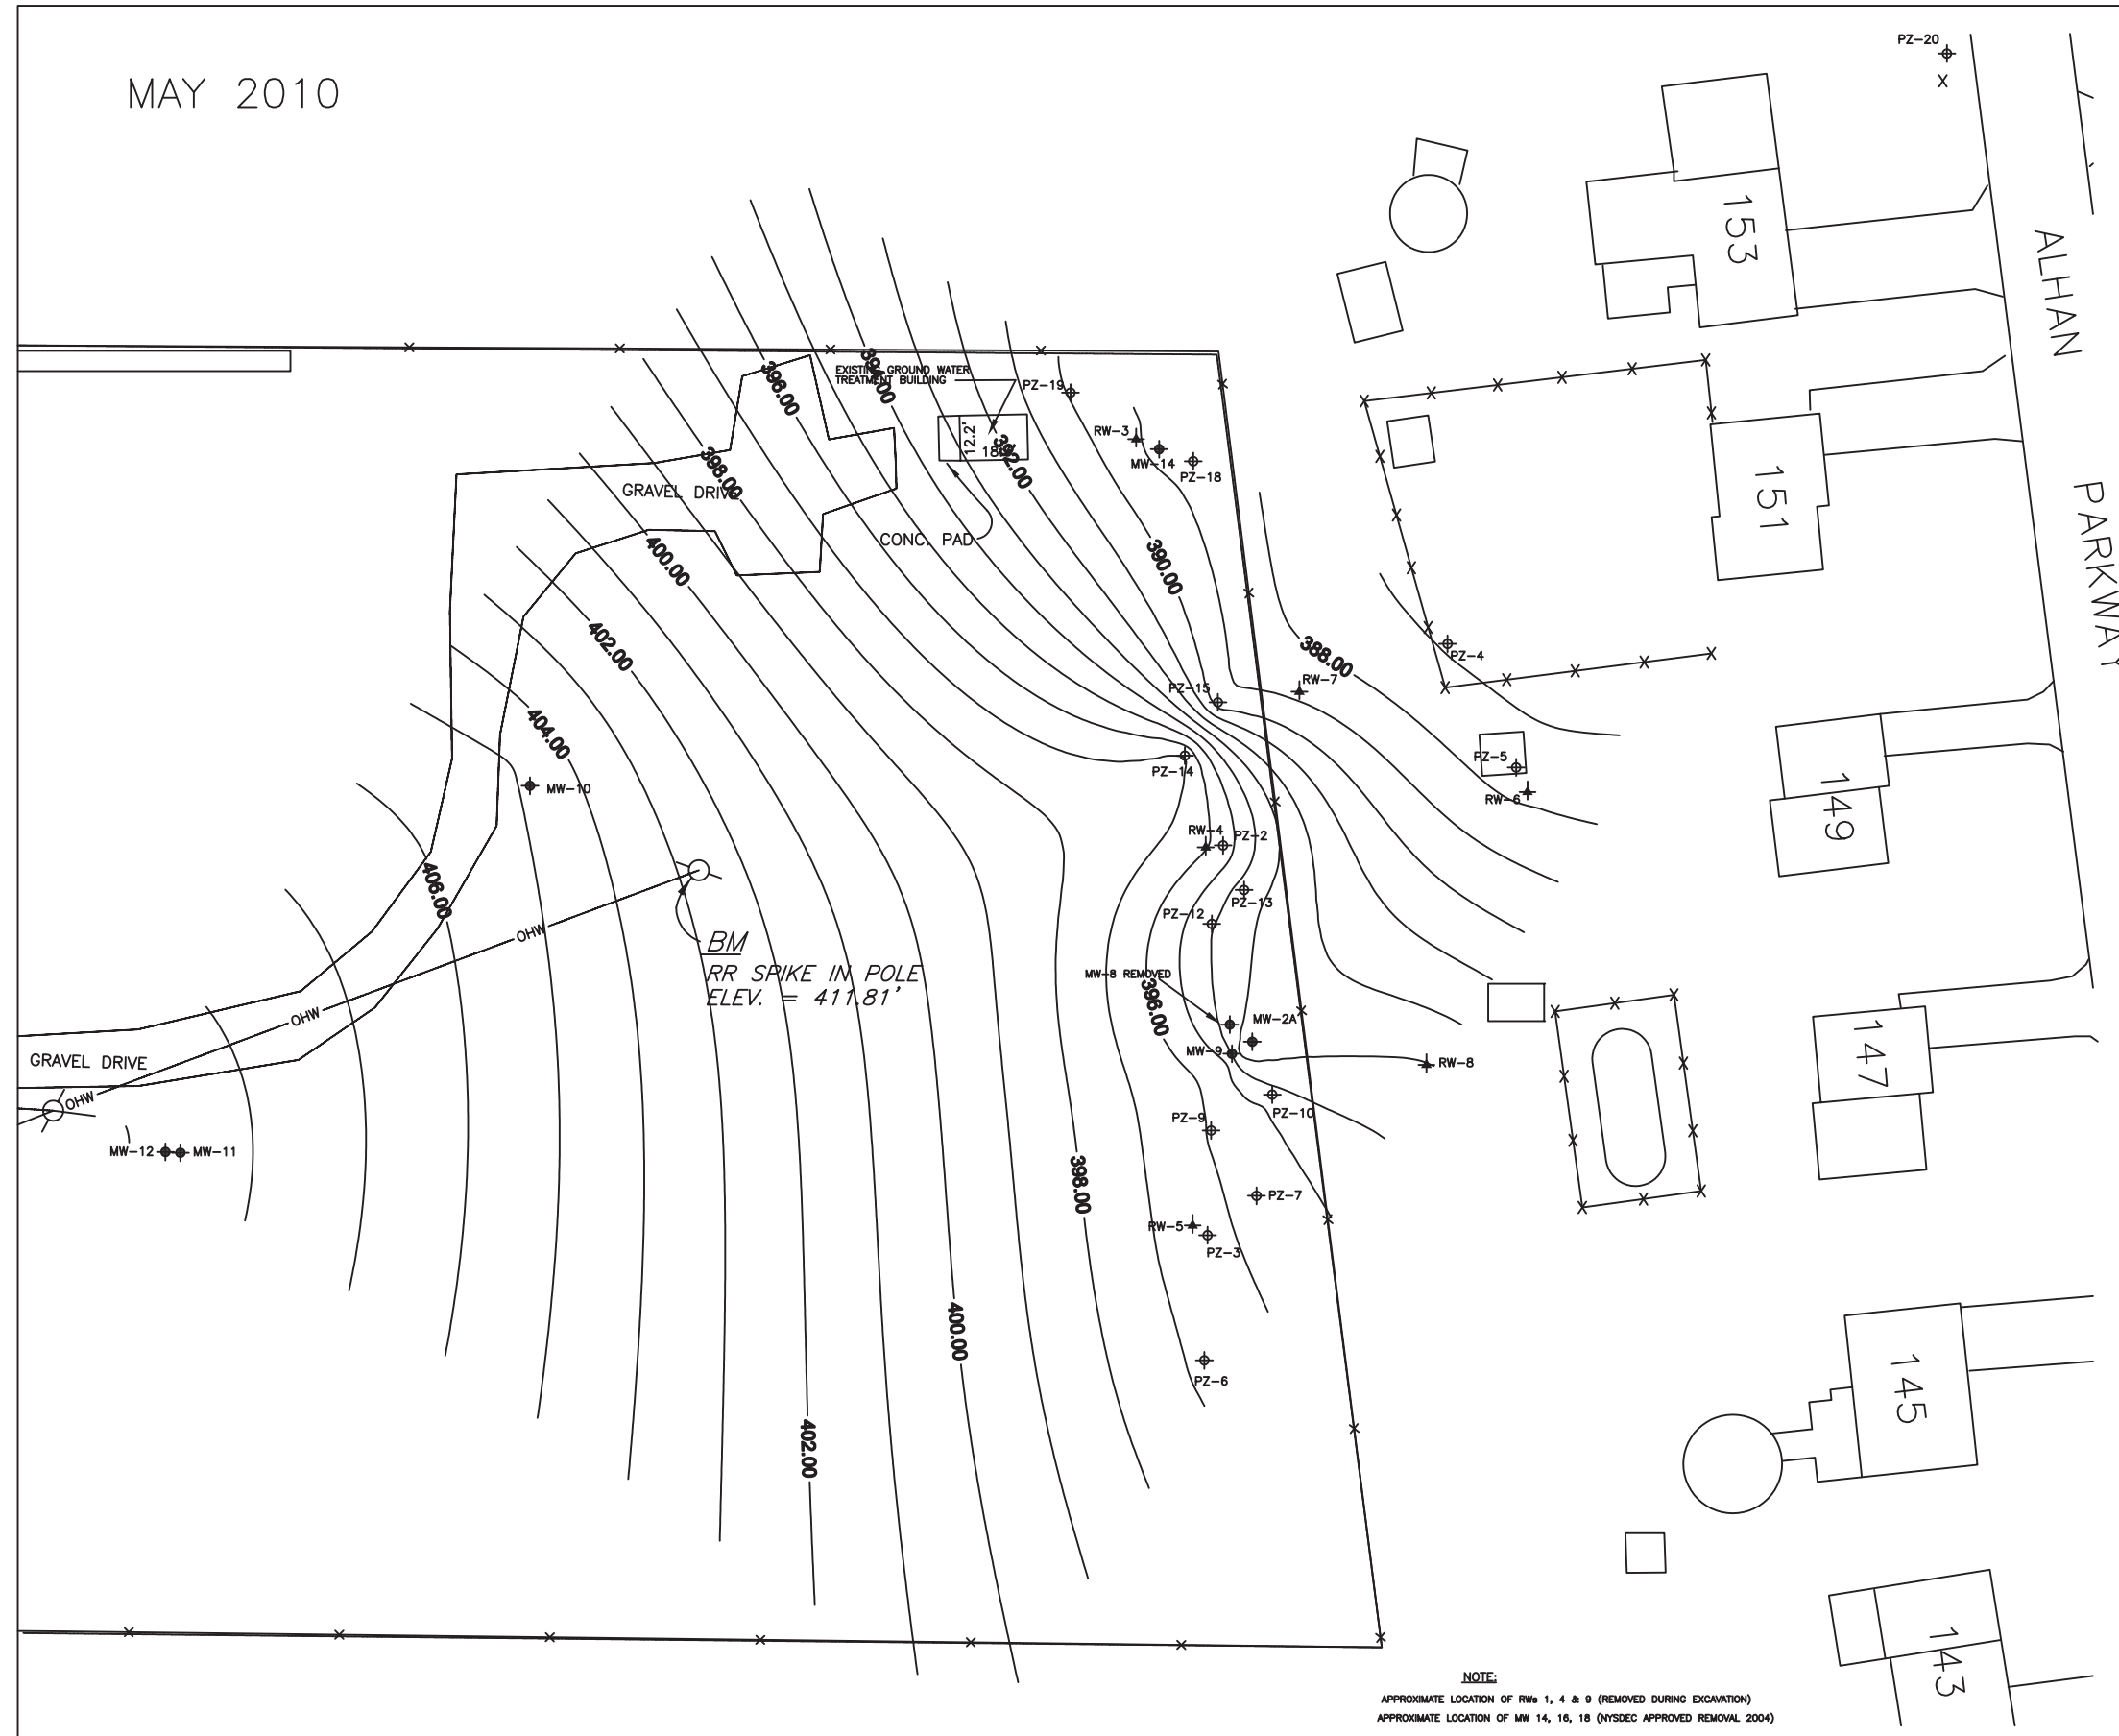 MAY 2010
PZ-20
153
ALHAN
PARKWAY
396.00
EXISTING GROUND WATER
TREATMENT BUILDING
PZ-19
RW-3
MW-14
PZ-18
12.2'
392.00
398.00
GRAVEL DRIVE
151
CONC. PAD
400.00
390.00
402.00
388.00
PZ-4
RW-7
PZ-15
404.00
PZ-14
PZ-5
MW-10
RW-6
149
RW-4
PZ-2
406.00
PZ-13
PZ-12
OHW
BM
RR SPIKE IN POLE
ELEV. = 411.81'
MW-8 REMOVED
396.00
OHW
MW-2A
MW-9
RW-8
147
GRAVEL DRIVE
OHW
PZ-10
PZ-9
MW-12
MW-11
398.00
PZ-7
RW-5
PZ-3
400.00
PZ-6
145
402.00
143
NOTE:
APPROXIMATE LOCATION OF RWs 1, 4 & 9 (REMOVED DURING EXCAVATION)
APPROXIMATE LOCATION OF MW 14, 16, 18 (NYSDEC APPROVED REMOVAL 2004)